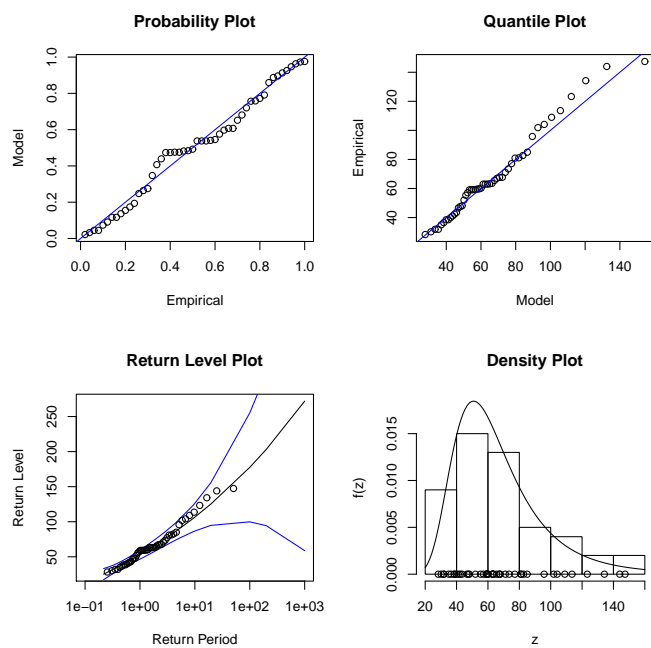 Probability Plot
1.0
0.8
0.6
0.4
0.2
0.0
Model
0.0 0.2 0.4 0.6 0.8 1.0
Empirical
Quantile Plot
140
100
80
60
40
Empirical
40 60 80 100 140
Model
Return Level Plot
250
200
150
100
50
Return Level
1e−01 1e+00 1e+01 1e+02 1e+03
Return Period
Density Plot
0.015
0.010
0.005
0.000
f(z)
20 40 60 80 100 140
z